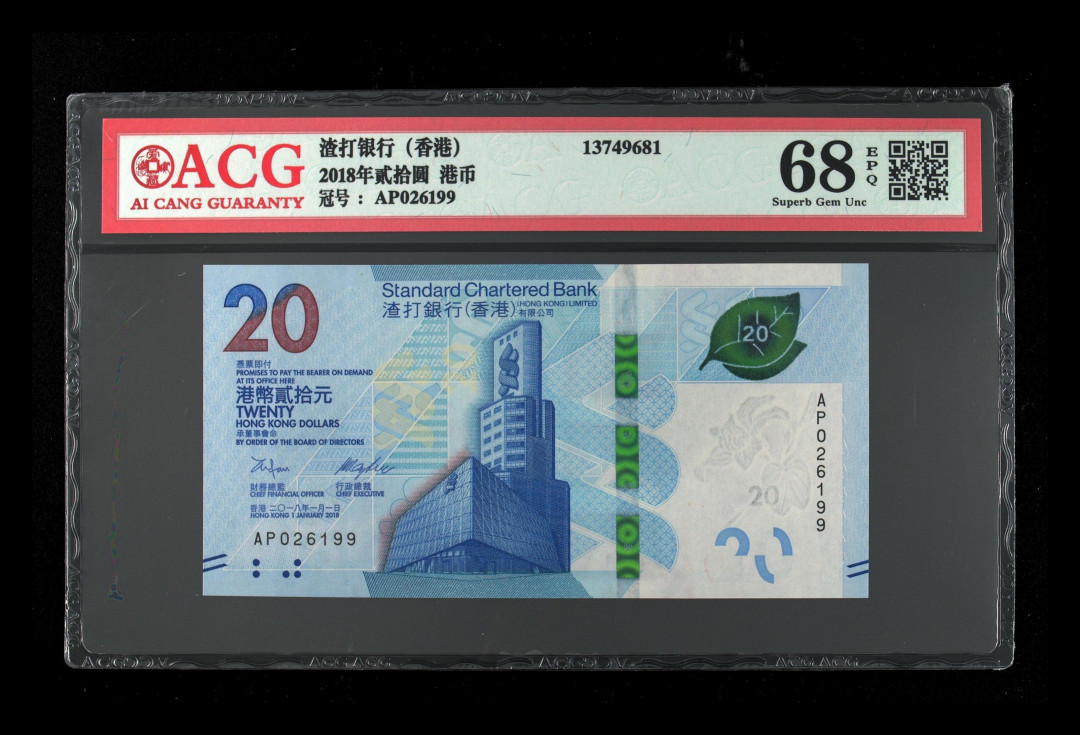 ACG
AI CANG GUARANTY
渣打银行（香港）
2018年贰拾圆 港币
冠号：AP026199
13749681
68
EPQ
Superb Gem Unc
20
Standard Chartered Bank
渣打銀行(香港)
(HONG KONG) LIMITED
有限公司
憑票即付
PROMISES TO PAY THE BEARER ON DEMAND
AT ITS OFFICE HERE
港幣貳拾元
TWENTY
HONG KONG DOLLARS
承董事會命
BY ORDER OF THE BOARD OF DIRECTORS
財務總監
CHIEF FINANCIAL OFFICER
行政總裁
CHIEF EXECUTIVE
香港 二〇一八年一月一日
HONG KONG 1 JANUARY 2018
AP026199
20
AP026199
20
20